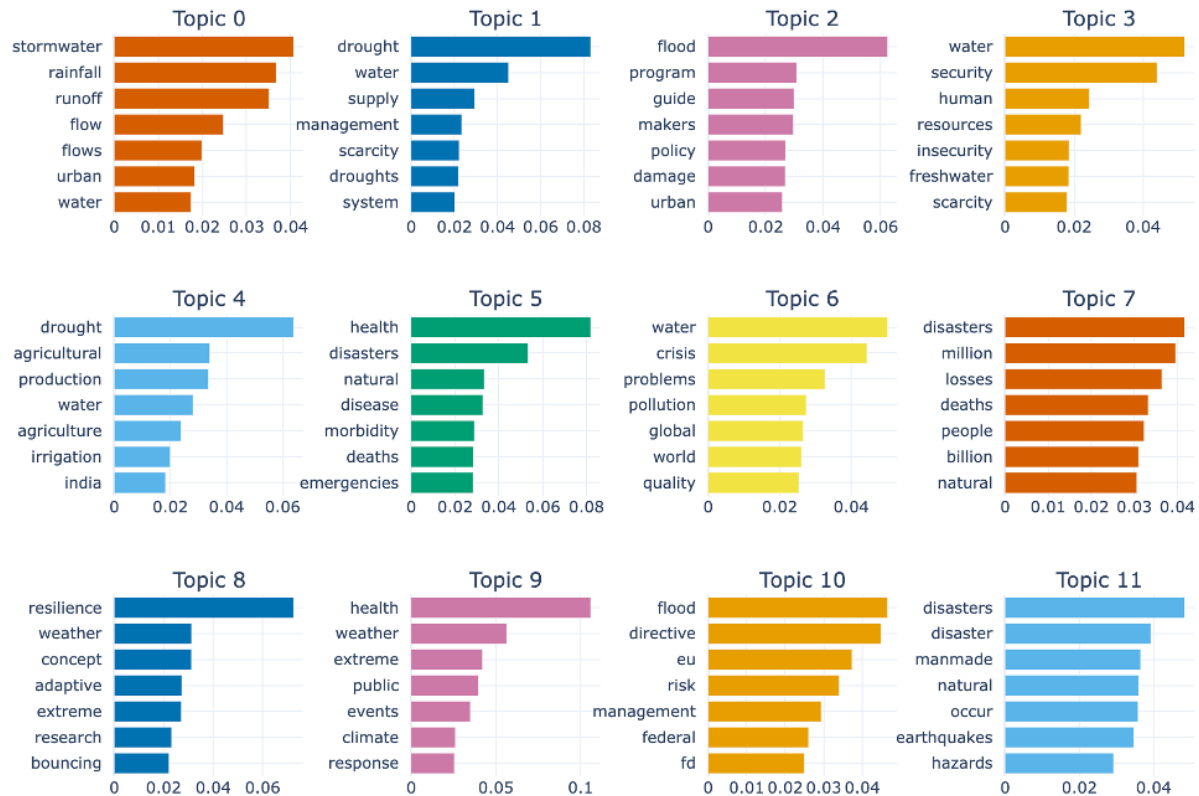 Topic 0
stormwater
rainfall
runoff
flow
flows
urban
water
0 0.01 0.02 0.03 0.04
Topic 1
drought
water
supply
management
scarcity
droughts
system
0 0.02 0.04 0.06 0.08
Topic 2
flood
program
guide
makers
policy
damage
urban
0 0.02 0.04 0.06
Topic 3
water
security
human
resources
insecurity
freshwater
scarcity
0 0.02 0.04
Topic 4
drought
agricultural
production
water
agriculture
irrigation
india
0 0.02 0.04 0.06
Topic 5
health
disasters
natural
disease
morbidity
deaths
emergencies
0 0.02 0.04 0.06 0.08
Topic 6
water
crisis
problems
pollution
global
world
quality
0 0.02 0.04
Topic 7
disasters
million
losses
deaths
people
billion
natural
0 0.01 0.02 0.03 0.04
Topic 8
resilience
weather
concept
adaptive
extreme
research
bouncing
0 0.02 0.04 0.06
Topic 9
health
weather
extreme
public
events
climate
response
0 0.05 0.1
Topic 10
flood
directive
eu
risk
management
federal
fd
0 0.01 0.02 0.03 0.04
Topic 11
disasters
disaster
manmade
natural
occur
earthquakes
hazards
0 0.02 0.04